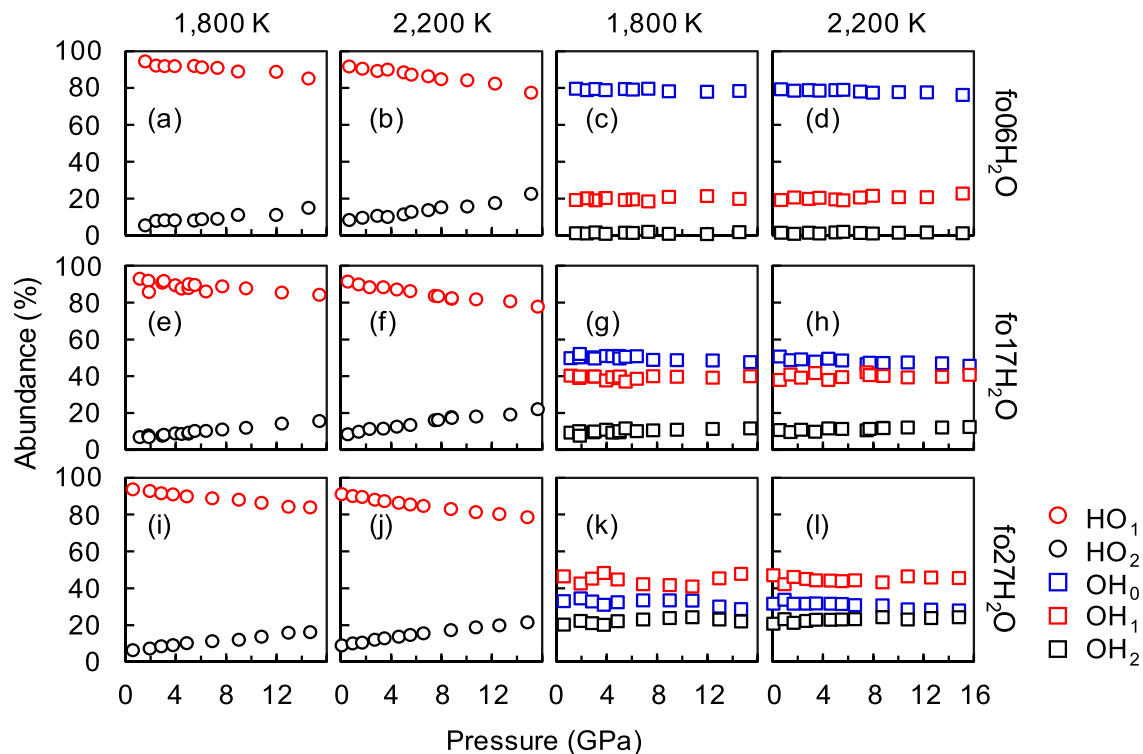 1,800 K 2,200 K 1,800 K 2,200 K
100
80
60
40
20
0
(a) (b) (c) (d)
fo06H₂O
100
80
60
40
20
0
(e) (f) (g) (h)
fo17H₂O
Abundance (%)
100
80
60
40
20
0
(i) (j) (k) (l)
fo27H₂O
0 4 8 12 0 4 8 12 0 4 8 12 0 4 8 12 16
Pressure (GPa)
HO₁
HO₂
OH₀
OH₁
OH₂